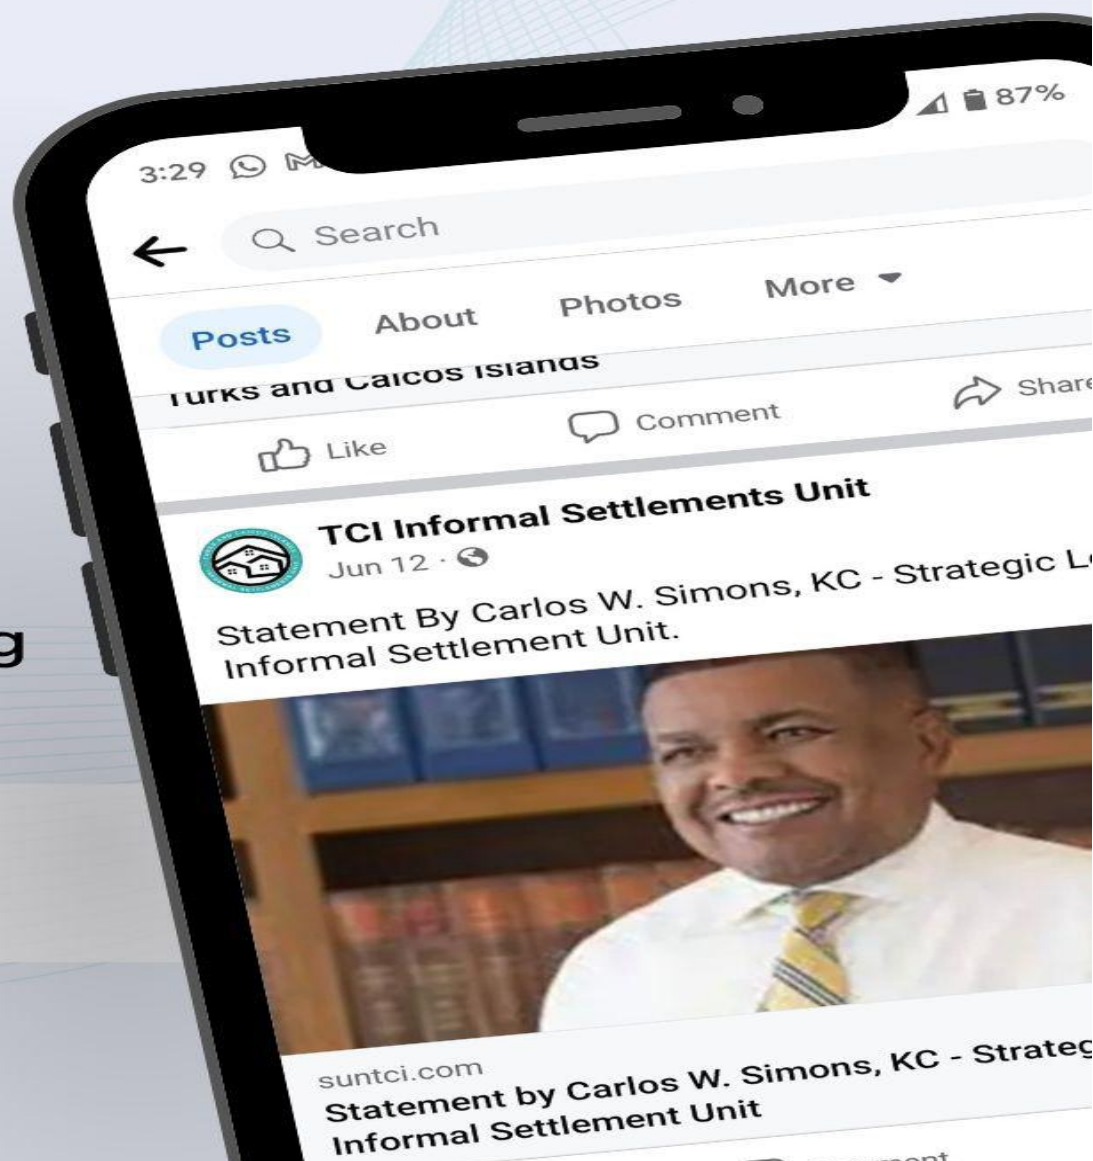 3:29 87%
Search
Posts About Photos More
Turks and Caicos Islands
Like Comment Share
TCI Informal Settlements Unit
Jun 12 ·
Statement By Carlos W. Simons, KC - Strategic
Informal Settlement Unit.
g
suntci.com
Statement by Carlos W. Simons, KC -
Informal Settlement Unit